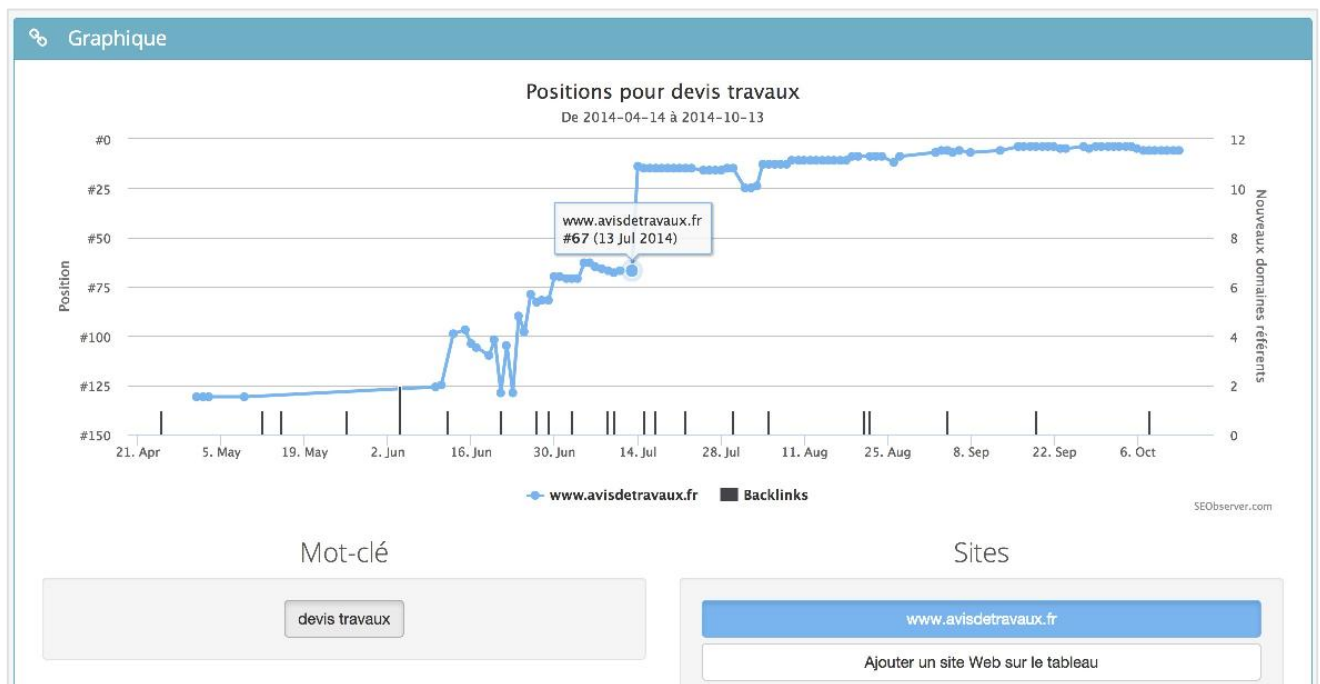 Graphique
Positions pour devis travaux
De 2014-04-14 à 2014-10-13
#0
#25
#50
#75
#100
#125
#150
Position
12
10
8
6
4
2
0
Nouveaux domaines référents
www.avisdetravaux.fr
#67 (13 Jul 2014)
21. Apr
5. May
19. May
2. Jun
16. Jun
30. Jun
14. Jul
28. Jul
11. Aug
25. Aug
8. Sep
22. Sep
6. Oct
www.avisdetravaux.fr
Backlinks
SEObserver.com
Mot-clé
devis travaux
Sites
www.avisdetravaux.fr
Ajouter un site Web sur le tableau